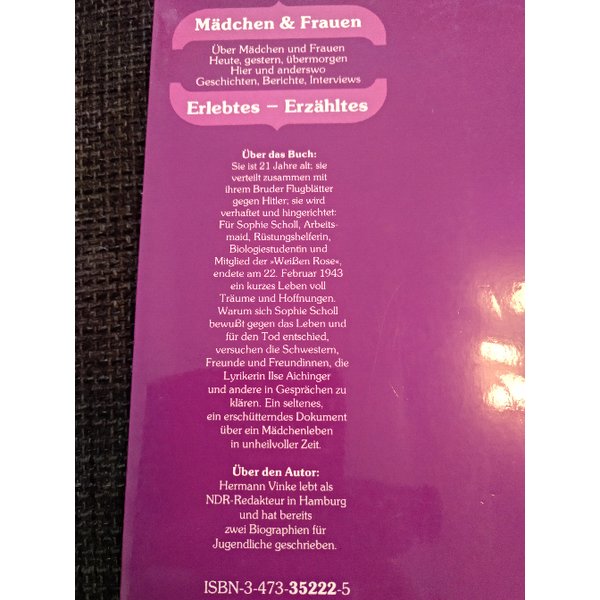 Mädchen & Frauen
Über Mädchen und Frauen
Heute, gestern, übermorgen
Hier und anderswo
Geschichten, Berichte, Interviews
Erlebtes – Erzähltes
Über das Buch:
Sie ist 21 Jahre alt; sie
verteilt zusammen mit
ihrem Bruder Flugblätter
gegen Hitler; sie wird
verhaftet und hingerichtet:
Für Sophie Scholl, Arbeits-
maid, Rüstungshelferin,
Biologiestudentin und
Mitglied der »Weißen Rose«,
endete am 22. Februar 1943
ein kurzes Leben voll
Träume und Hoffnungen.
Warum sich Sophie Scholl
bewußt gegen das Leben und
für den Tod entschied,
versuchen die Schwestern,
Freunde und Freundinnen, die
Lyrikerin Ilse Aichinger
und andere in Gesprächen zu
klären. Ein seltenes,
ein erschütterndes Dokument
über ein Mädchenleben
in unheilvoller Zeit.
Über den Autor:
Hermann Vinke lebt als
NDR-Redakteur in Hamburg
und hat bereits
zwei Biographien für
Jugendliche geschrieben.
ISBN-3-473-35222-5